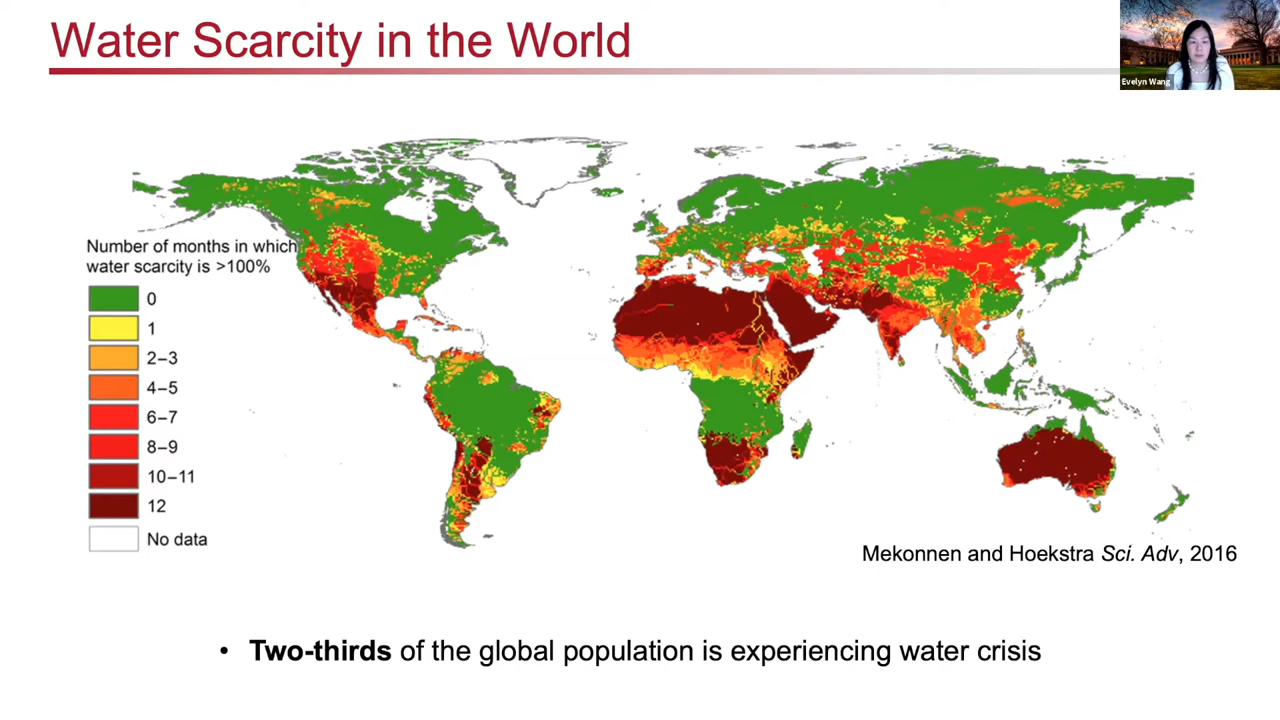 Water Scarcity in the World
Evelyn Wang
Number of months in which
water scarcity is >100%
0
1
2–3
4–5
6–7
8–9
10–11
12
No data
Mekonnen and Hoekstra Sci. Adv, 2016
• Two-thirds of the global population is experiencing water crisis